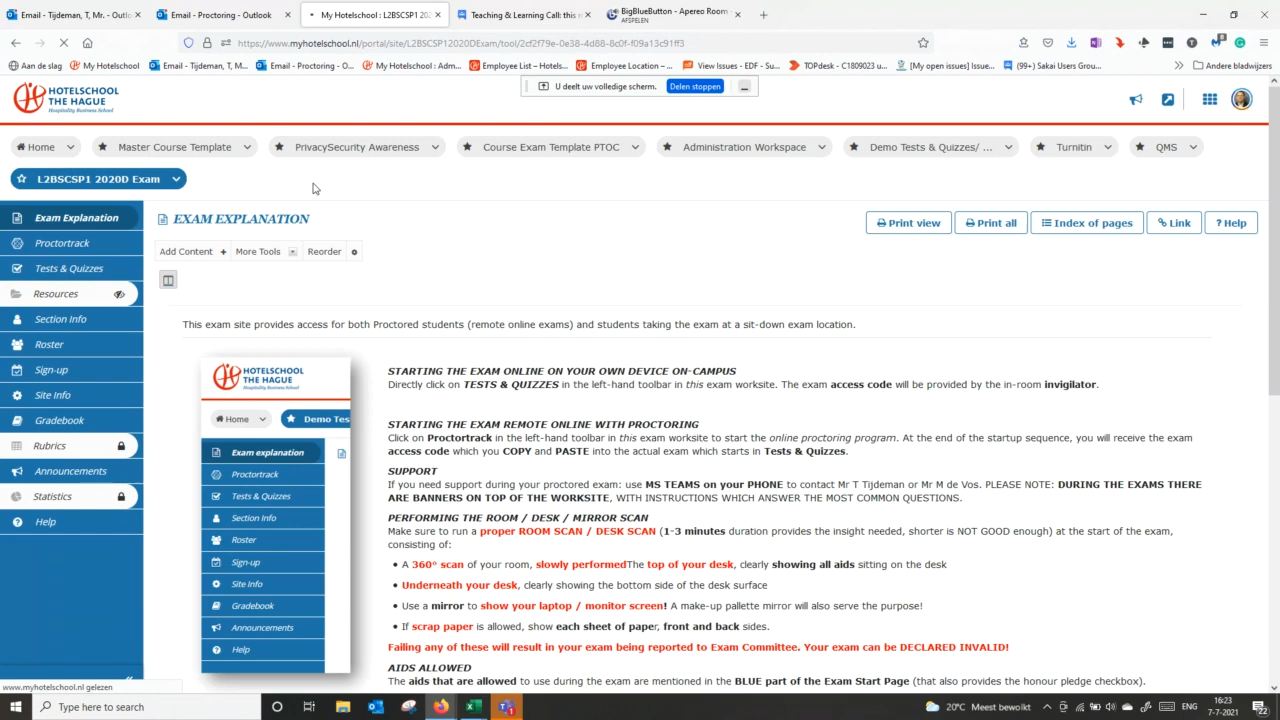 Email - Tijdeman, T, Mr. - Outlo
Email - Proctoring - Outlook
My Hotelschool : L2BSCSP1 202
Teaching & Learning Call: this w
BigBlueButton - Apereo Room
AFSPELEN
https://www.myhotelschool.nl/portal/site/L2BSCSP12020DExam/tool/2cf2f79e-0e38-4d88-8c0f-f09a13c91ff3
Aan de slag
My Hotelschool
Email - Tijdeman, T, M...
Email - Proctoring - O...
My Hotelschool : Adm...
Employee List – Hotels...
Employee Location – ...
View Issues - EDF - Su...
TOPdesk - C1809023 u...
[My open issues] Issue...
(99+) Sakai Users Grou...
Andere bladwijzers
U deelt uw volledige scherm.
Delen stoppen
HOTELSCHOOL
THE HAGUE
Hospitality Business School
Home
Master Course Template
PrivacySecurity Awareness
Course Exam Template PTOC
Administration Workspace
Demo Tests & Quizzes/ ...
Turnitin
QMS
L2BSCSP1 2020D Exam
Exam Explanation
Proctortrack
Tests & Quizzes
Resources
Section Info
Roster
Sign-up
Site Info
Gradebook
Rubrics
Announcements
Statistics
Help
EXAM EXPLANATION
Print view
Print all
Index of pages
Link
? Help
Add Content +
More Tools
Reorder
This exam site provides access for both Proctored students (remote online exams) and students taking the exam at a sit-down exam location.
HOTELSCHOOL
THE HAGUE
Hospitality Business School
Home
Demo Tes
Exam explanation
Proctortrack
Tests & Quizzes
Section Info
Roster
Sign-up
Site Info
Gradebook
Announcements
Help
STARTING THE EXAM ONLINE ON YOUR OWN DEVICE ON-CAMPUS
Directly click on TESTS & QUIZZES in the left-hand toolbar in this exam worksite. The exam access code will be provided by the in-room invigilator.
STARTING THE EXAM REMOTE ONLINE WITH PROCTORING
Click on Proctortrack in the left-hand toolbar in this exam worksite to start the online proctoring program. At the end of the startup sequence, you will receive the exam
access code which you COPY and PASTE into the actual exam which starts in Tests & Quizzes.
SUPPORT
If you need support during your proctored exam: use MS TEAMS on your PHONE to contact Mr T Tijdeman or Mr M de Vos. PLEASE NOTE: DURING THE EXAMS THERE
ARE BANNERS ON TOP OF THE WORKSITE, WITH INSTRUCTIONS WHICH ANSWER THE MOST COMMON QUESTIONS.
PERFORMING THE ROOM / DESK / MIRROR SCAN
Make sure to run a proper ROOM SCAN / DESK SCAN (1-3 minutes duration provides the insight needed, shorter is NOT GOOD enough) at the start of the exam,
consisting of:
• A 360° scan of your room, slowly performedThe top of your desk, clearly showing all aids sitting on the desk
• Underneath your desk, clearly showing the bottom side of the desk surface
• Use a mirror to show your laptop / monitor screen! A make-up pallette mirror will also serve the purpose!
• If scrap paper is allowed, show each sheet of paper, front and back sides.
Failing any of these will result in your exam being reported to Exam Committee. Your exam can be DECLARED INVALID!
AIDS ALLOWED
The aids that are allowed to use during the exam are mentioned in the BLUE part of the Exam Start Page (that also provides the honour pledge checkbox).
www.myhotelschool.nl gelezen
Type here to search
20°C Meest bewolkt
16:23
7-7-2021
22